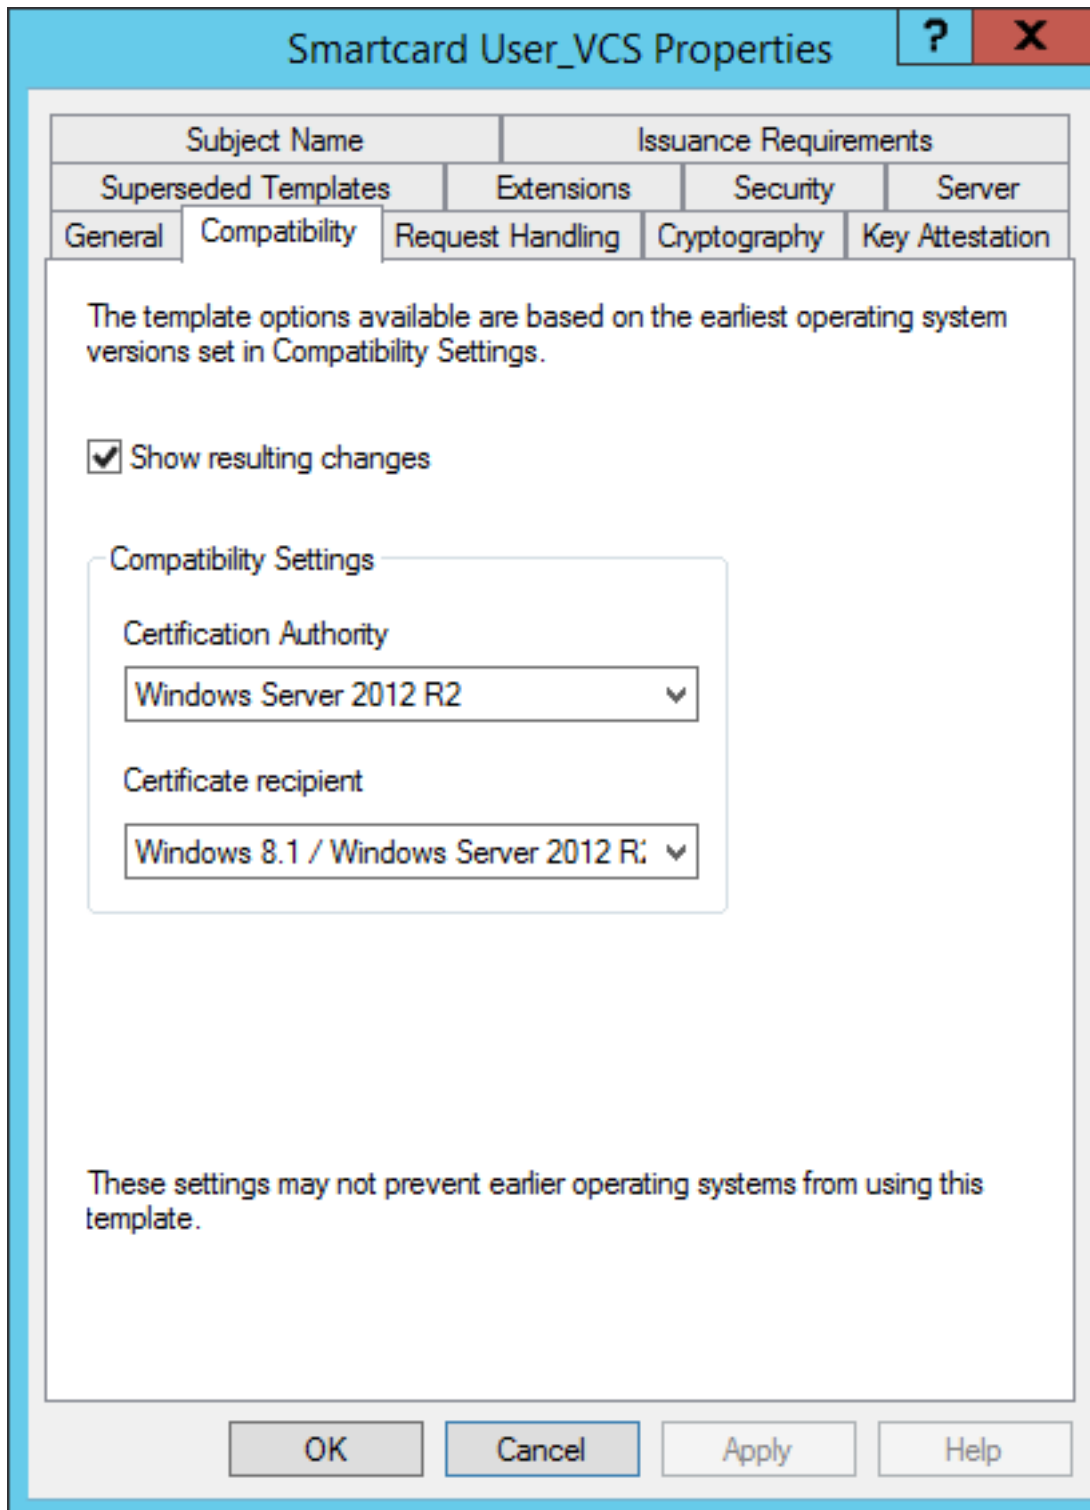 Smartcard User_VCS Properties
? X
Subject Name Issuance Requirements
Superseded Templates Extensions Security Server
General Compatibility Request Handling Cryptography Key Attestation
The template options available are based on the earliest operating system
versions set in Compatibility Settings.
Show resulting changes
Compatibility Settings
Certification Authority
Windows Server 2012 R2
Certificate recipient
Windows 8.1 / Windows Server 2012 R2
These settings may not prevent earlier operating systems from using this
template.
OK Cancel Apply Help